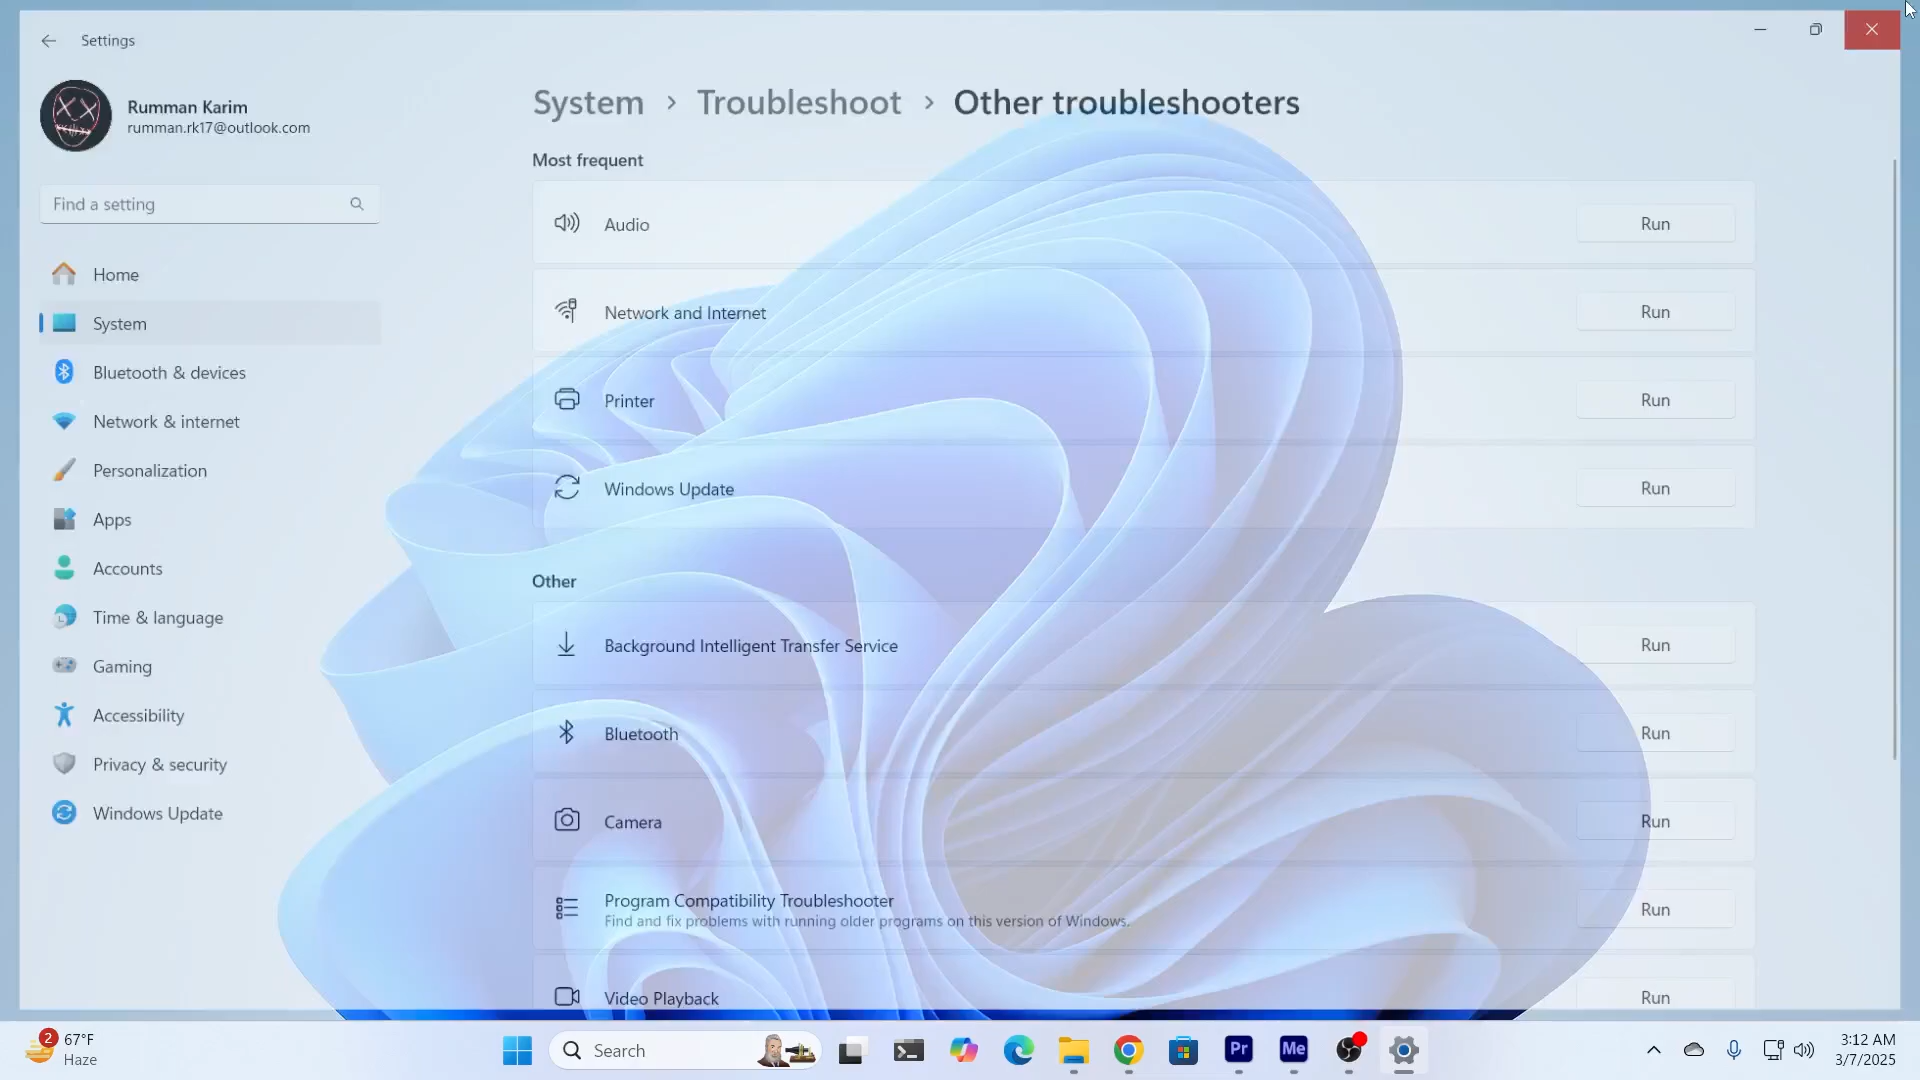 Settings
Rumman Karim
rumman.rk17@outlook.com
Find a setting
Home
System
Bluetooth & devices
Network & internet
Personalization
Apps
Accounts
Time & language
Gaming
Accessibility
Privacy & security
Windows Update
System > Troubleshoot > Other troubleshooters
Most frequent
Audio Run
Network and Internet Run
Printer Run
Windows Update Run
Other
Background Intelligent Transfer Service Run
Bluetooth Run
Camera Run
Program Compatibility Troubleshooter
Find and fix problems with running older programs on this version of Windows.
Run
Video Playback Run
2
67°F
Haze
Search
Pr
Me
3:12 AM
3/7/2025